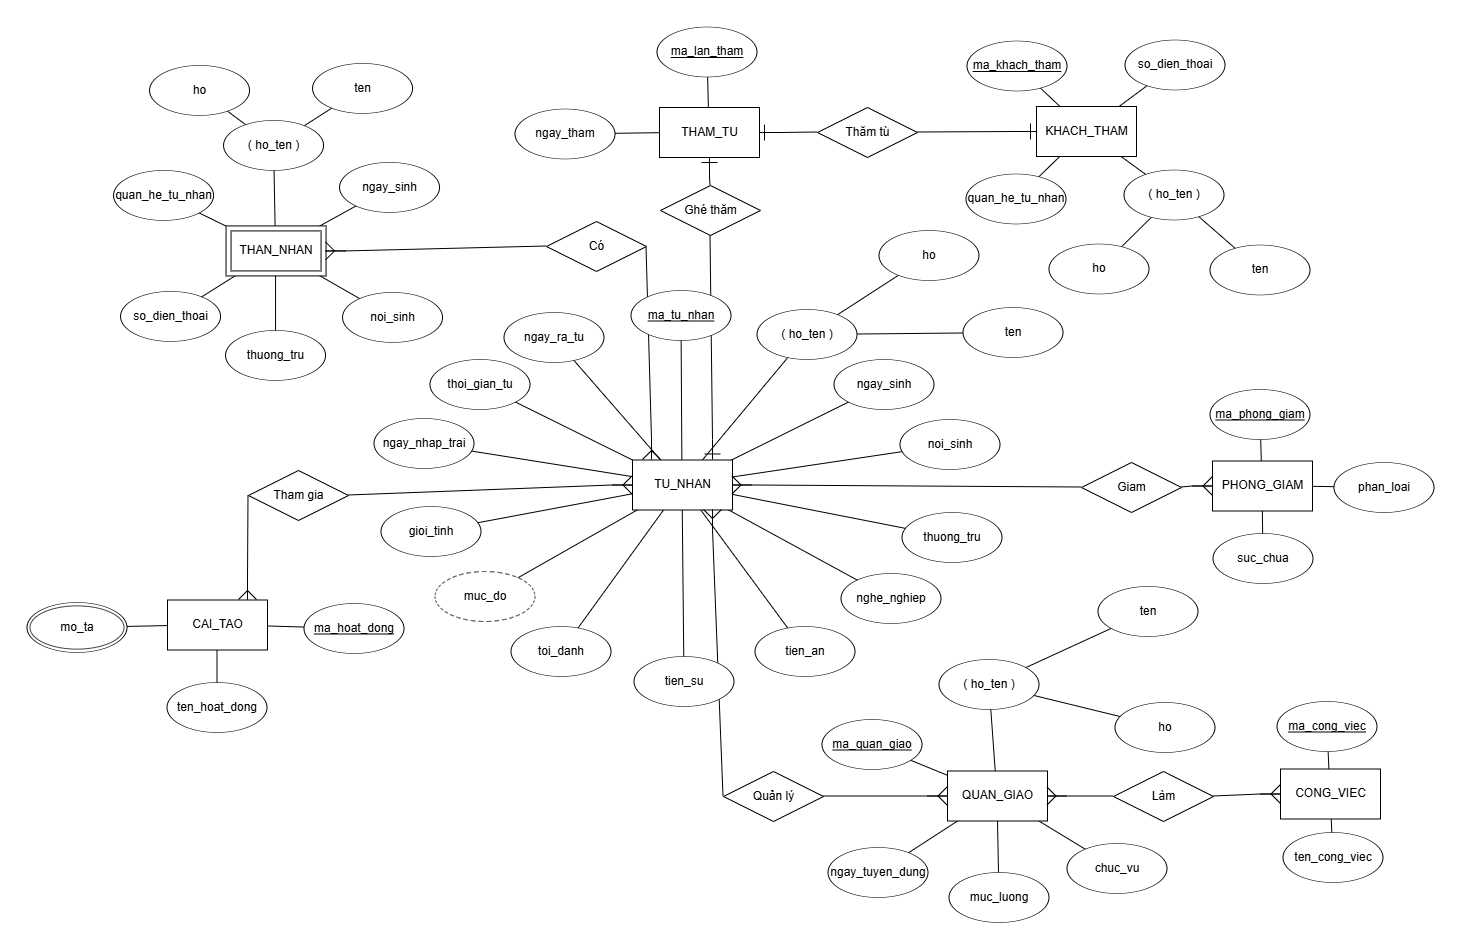 ma_lan_tham
ma_khach_tham
so_dien_thoai
ho
ten
ngay_tham
THAM_TU
Thăm tù
KHACH_THAM
( ho_ten )
quan_he_tu_nhan
ngay_sinh
quan_he_tu_nhan
( ho_ten )
Ghé thăm
THAN_NHAN
Có
ho
ho
ten
so_dien_thoai
noi_sinh
ma_tu_nhan
( ho_ten )
ten
thuong_tru
ngay_ra_tu
thoi_gian_tu
ngay_sinh
ma_phong_giam
ngay_nhap_trai
noi_sinh
Tham gia
TU_NHAN
Giam
PHONG_GIAM
phan_loai
gioi_tinh
thuong_tru
suc_chua
muc_do
nghe_nghiep
ten
mo_ta
CAI_TAO
ma_hoat_dong
toi_danh
tien_an
tien_su
( ho_ten )
ten_hoat_dong
ho
ma_cong_viec
ma_quan_giao
Quản lý
QUAN_GIAO
Làm
CONG_VIEC
ten_cong_viec
ngay_tuyen_dung
chuc_vu
muc_luong